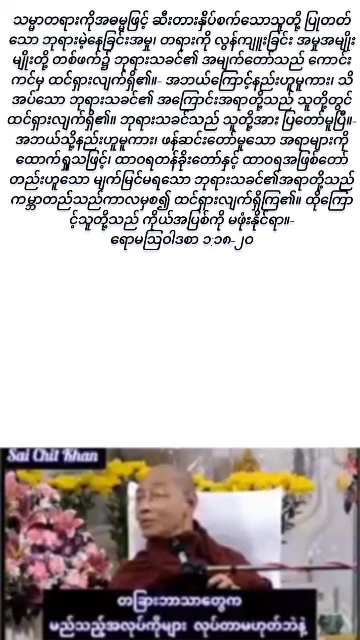 သမ္မာတရားကိုအဓမ္မဖြင့် ဆီးတားနှိပ်စက်သောသူတို့ ပြုတတ်
သော ဘုရားမဲ့နေခြင်းအမှု၊ တရားကို လွန်ကျူးခြင်း အမှုအမျိုး
မျိုးတို့ တစ်ဖက်၌ ဘုရားသခင်၏ အမျက်တော်သည် ကောင်း
ကင်မှ ထင်ရှားလျက်ရှိ၏။- အဘယ်ကြောင့်နည်းဟူမူကား၊ သိ
အပ်သော ဘုရားသခင်၏ အကြောင်းအရာတို့သည် သူတို့တွင်
ထင်ရှားလျက်ရှိ၏။ ဘုရားသခင်သည် သူတို့အား ပြတော်မူပြီ။-
အဘယ်သို့နည်းဟူမူကား၊ ဖန်ဆင်းတော်မူသော အရာများကို
ထောက်ရှုသဖြင့်၊ ထာဝရတန်ခိုးတော်နှင့် ထာဝရအဖြစ်တော်
တည်းဟူသော မျက်မြင်မရသော ဘုရားသခင်၏အရာတို့သည်
ကမ္ဘာတည်သည်ကာလမှစ၍ ထင်ရှားလျက်ရှိကြ၏။ ထိုကြော
င့်သူတို့သည် ကိုယ်အပြစ်ကို မဖုံးနိုင်ရာ။-
ရောမဩဝါဒစာ ၁:၁၈-၂၀
Sai Chit Khan
တခြားဘာသာတွေက
မည်သည့်အလုပ်ကိုများ လုပ်တာမဟုတ်ဘဲနဲ့